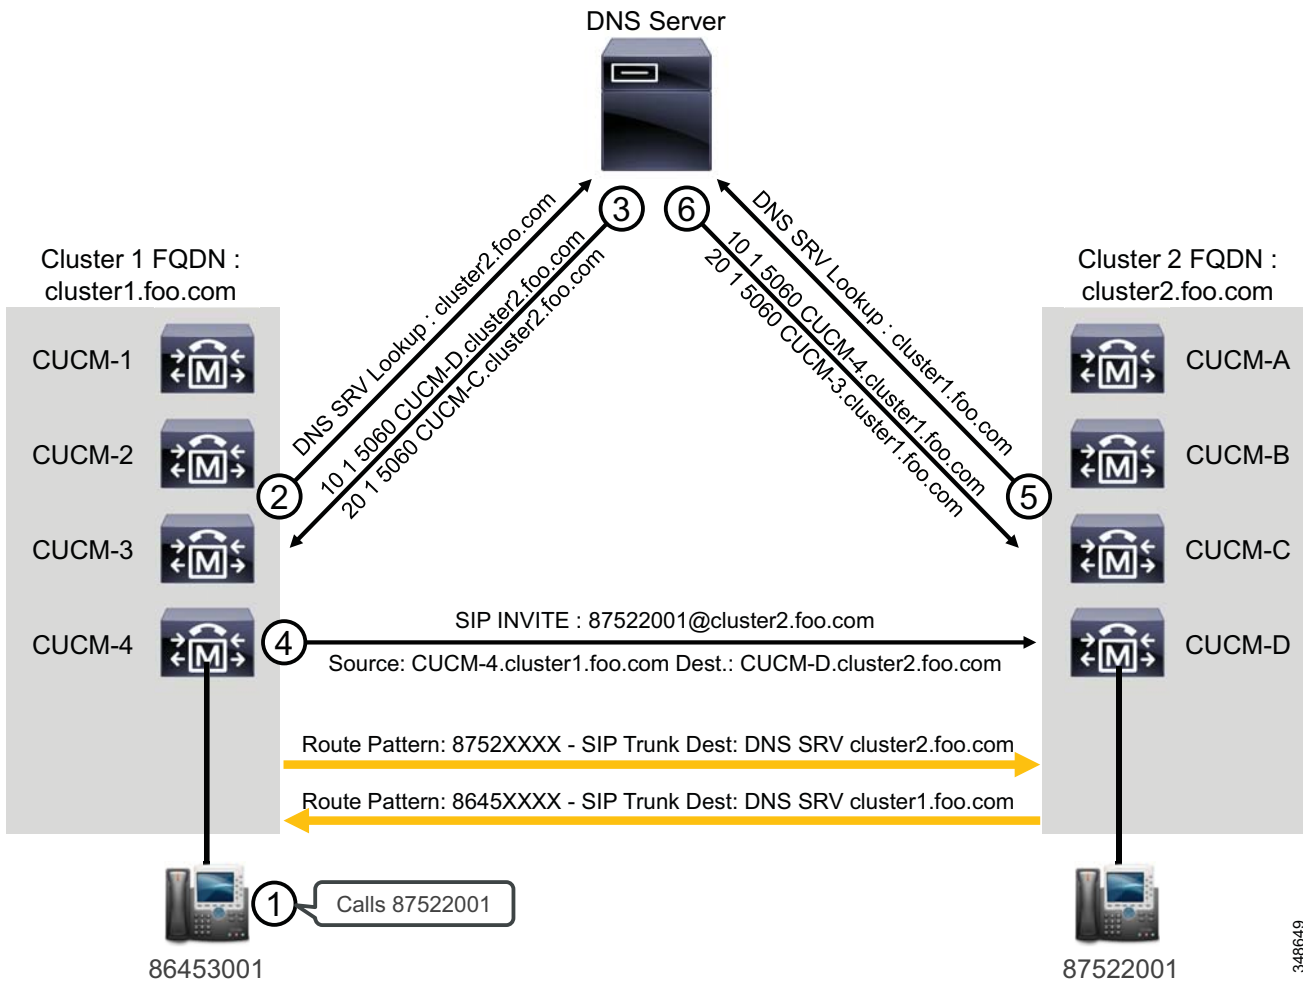 DNS Server
3
6
DNS SRV Lookup : cluster2.foo.com
10 1 5060 CUCM-D.cluster2.foo.com
20 1 5060 CUCM-C.cluster2.foo.com
DNS SRV Lookup : cluster1.foo.com
10 1 5060 CUCM-4.cluster1.foo.com
20 1 5060 CUCM-3.cluster1.foo.com
Cluster 1 FQDN :
cluster1.foo.com
Cluster 2 FQDN :
cluster2.foo.com
CUCM-1
M
M
CUCM-A
CUCM-2
M
2
5
M
CUCM-B
CUCM-3
M
M
CUCM-C
CUCM-4
M
4
SIP INVITE : 87522001@cluster2.foo.com
Source: CUCM-4.cluster1.foo.com Dest.: CUCM-D.cluster2.foo.com
M
CUCM-D
Route Pattern: 8752XXXX - SIP Trunk Dest: DNS SRV cluster2.foo.com
Route Pattern: 8645XXXX - SIP Trunk Dest: DNS SRV cluster1.foo.com
1
Calls 87522001
86453001
87522001
348649